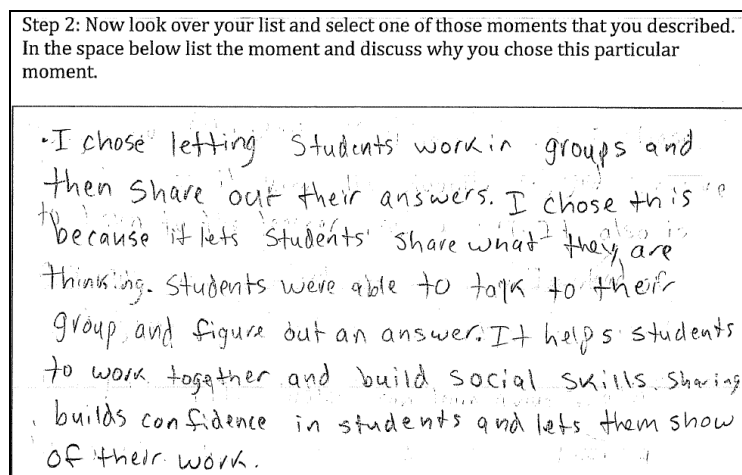 Step 2: Now look over your list and select one of those moments that you described.
In the space below list the moment and discuss why you chose this particular
moment.
·I chose letting Students work in groups and
then Share out their answers. I chose this
because it lets Students share what they are
thinking. Students were able to talk to their
group and figure out an answer. It helps students
to work together and build social skills. Sharing
builds confidence in students and lets them show
of their work.